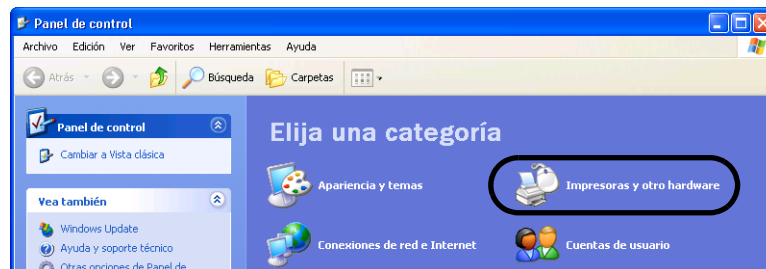 Panel de control
Archivo Edición Ver Favoritos Herramientas Ayuda
Atrás Búsqueda Carpetas
Panel de control
Cambiar a Vista clásica
Vea también
Windows Update
Ayuda y soporte técnico
Otras opciones de Panel de
Elija una categoría
Apariencia y temas
Impresoras y otro hardware
Conexiones de red e Internet
Cuentas de usuario